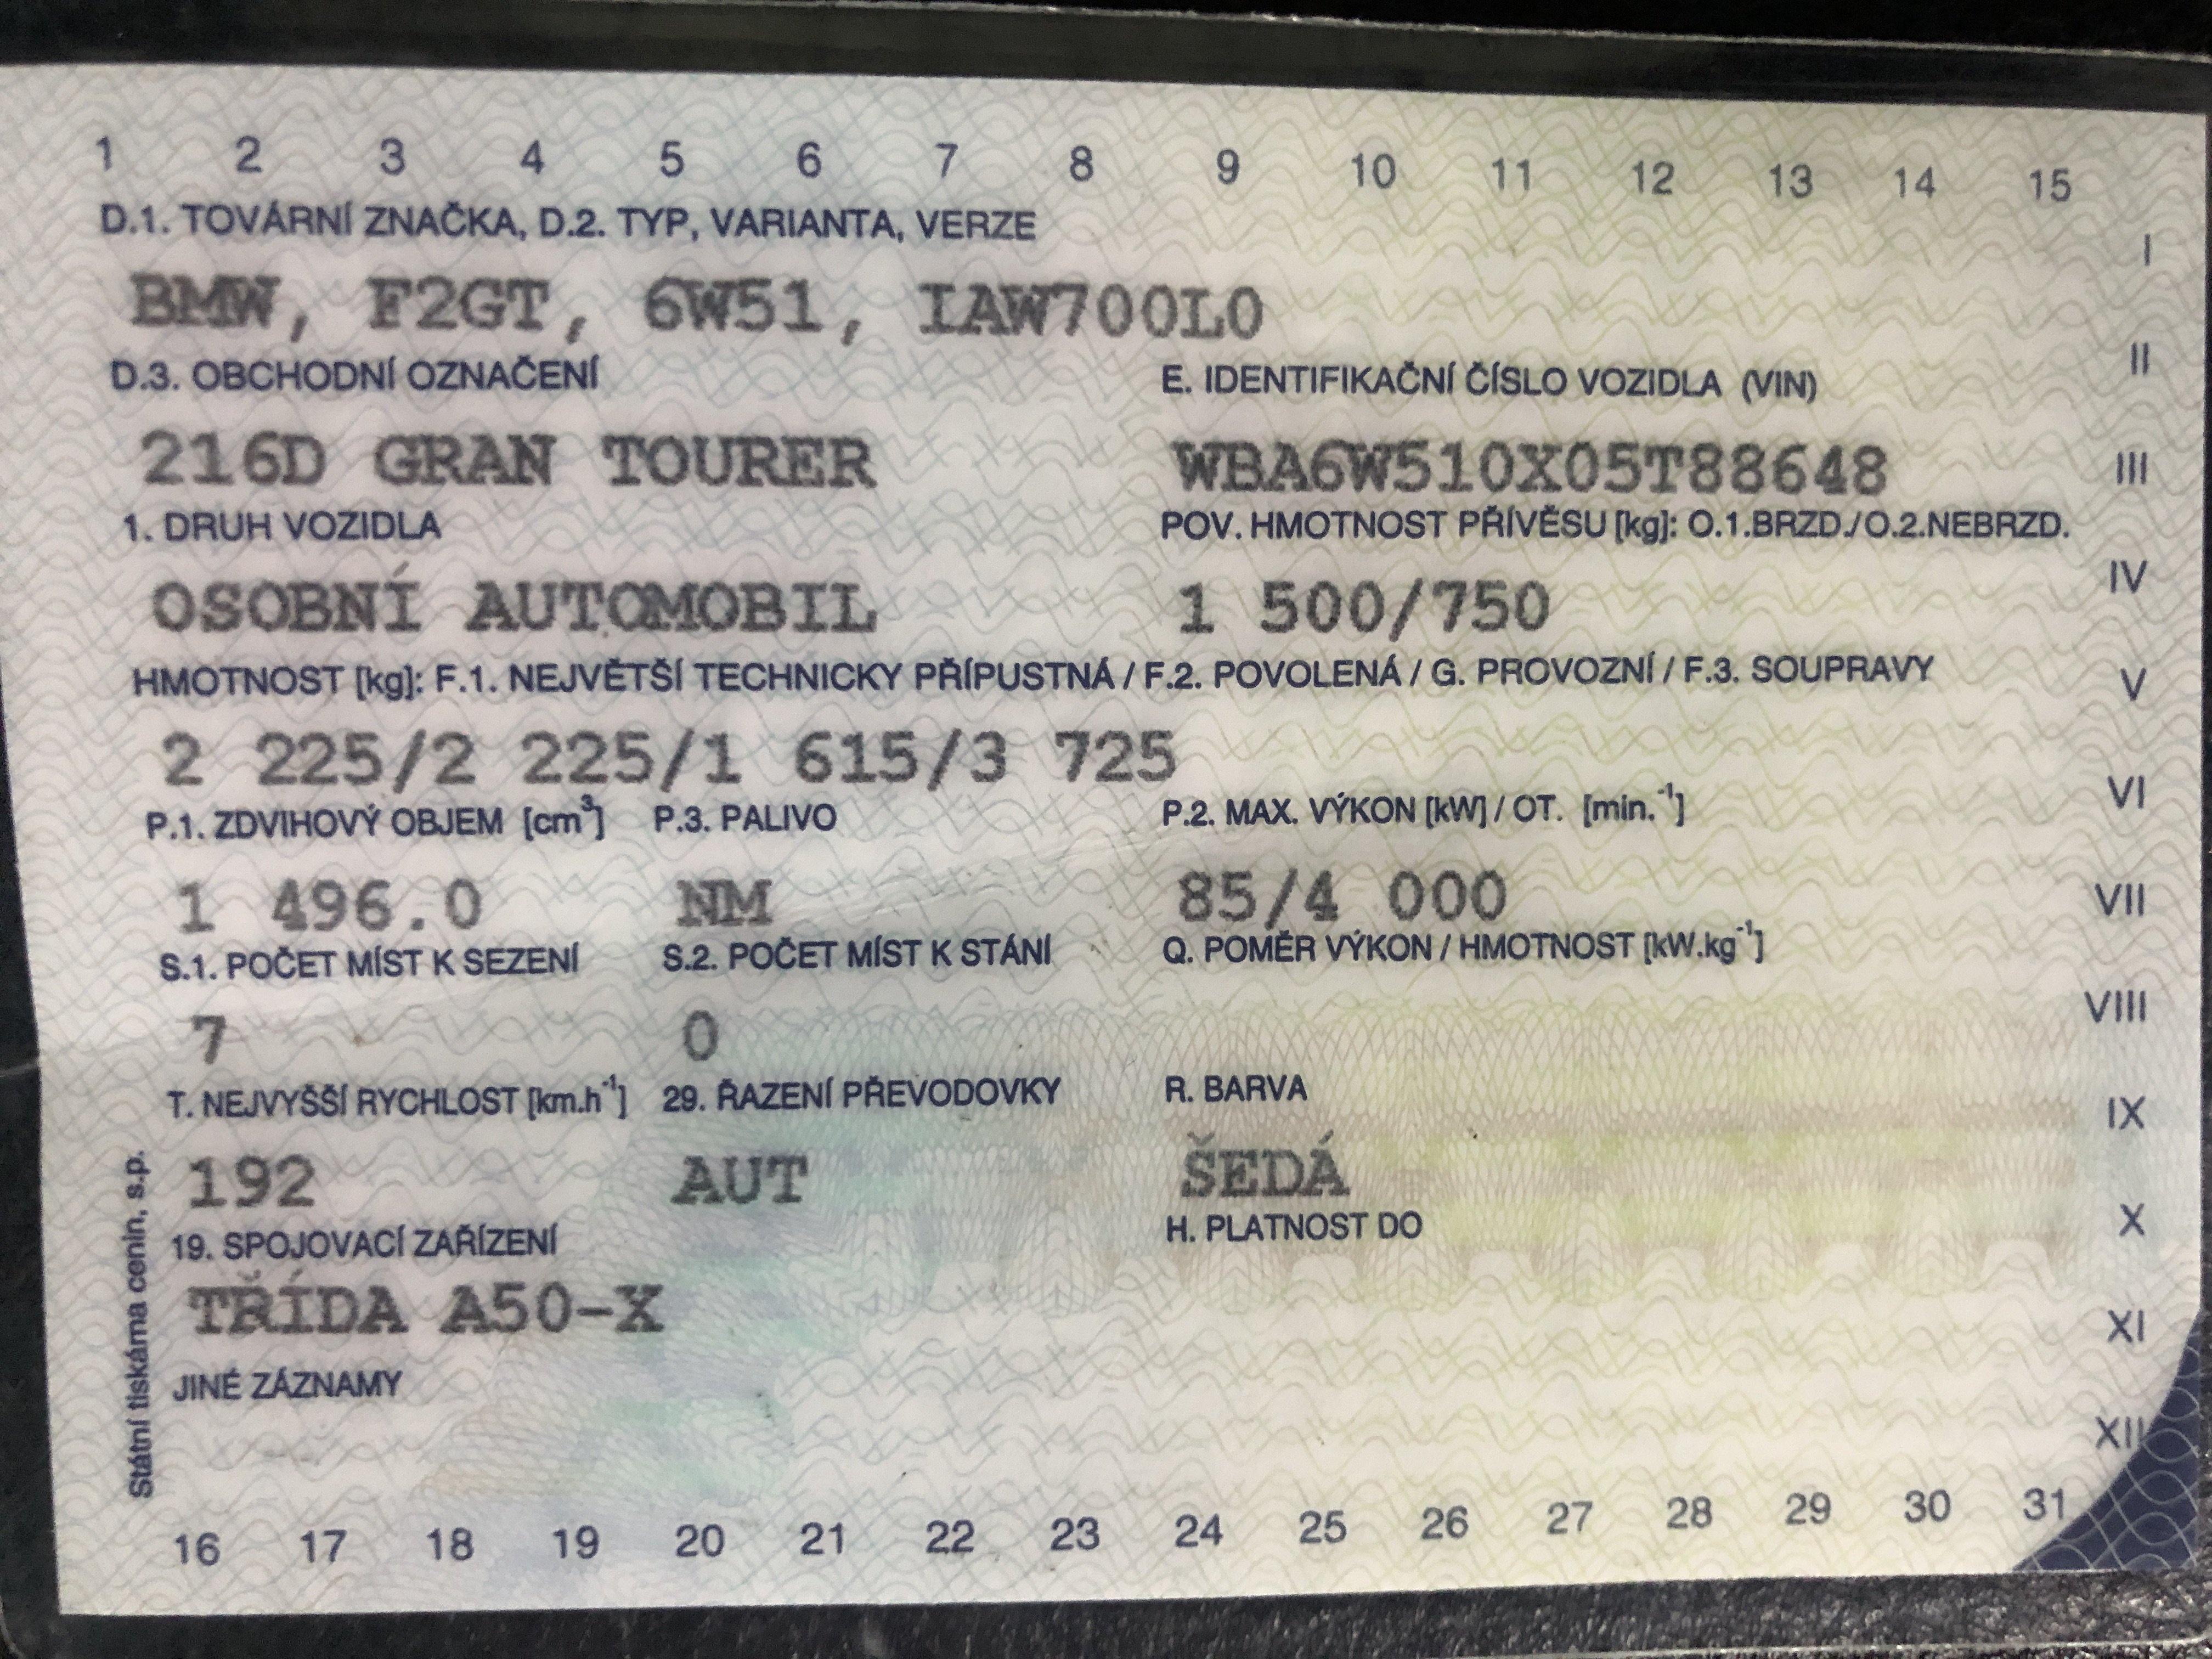 1 2 3 4 5 6 7 8 9 10 11 12 13 14 15
D.1. TOVÁRNÍ ZNAČKA, D.2. TYP, VARIANTA, VERZE
I
BMW, F2GT, 6W51, IAW700L0
D.3. OBCHODNÍ OZNAČENÍ E. IDENTIFIKAČNÍ ČÍSLO VOZIDLA (VIN)
II
216D GRAN TOURER WBA6W510X05T88648
III
1. DRUH VOZIDLA POV. HMOTNOST PŘÍVĚSU [kg]: O.1.BRZD./O.2.NEBRZD.
OSOBNÍ AUTOMOBIL 1 500/750
IV
HMOTNOST [kg]: F.1. NEJVĚTŠÍ TECHNICKY PŘÍPUSTNÁ / F.2. POVOLENÁ / G. PROVOZNÍ / F.3. SOUPRAVY
V
2 225/2 225/1 615/3 725
P.1. ZDVIHOVÝ OBJEM [cm³] P.3. PALIVO P.2. MAX. VÝKON [kW] / OT. [min.⁻¹]
VI
1 496.0 NM 85/4 000
VII
S.1. POČET MÍST K SEZENÍ S.2. POČET MÍST K STÁNÍ Q. POMĚR VÝKON / HMOTNOST [kW.kg⁻¹]
7 0
VIII
T. NEJVYŠŠÍ RYCHLOST [km.h⁻¹] 29. ŘAZENÍ PŘEVODOVKY R. BARVA
IX
192 AUT ŠEDÁ
19. SPOJOVACÍ ZAŘÍZENÍ H. PLATNOST DO
X
TŘÍDA A50-X
XI
JINÉ ZÁZNAMY
XII
Státní tiskárna cenin, s.p.
16 17 18 19 20 21 22 23 24 25 26 27 28 29 30 31